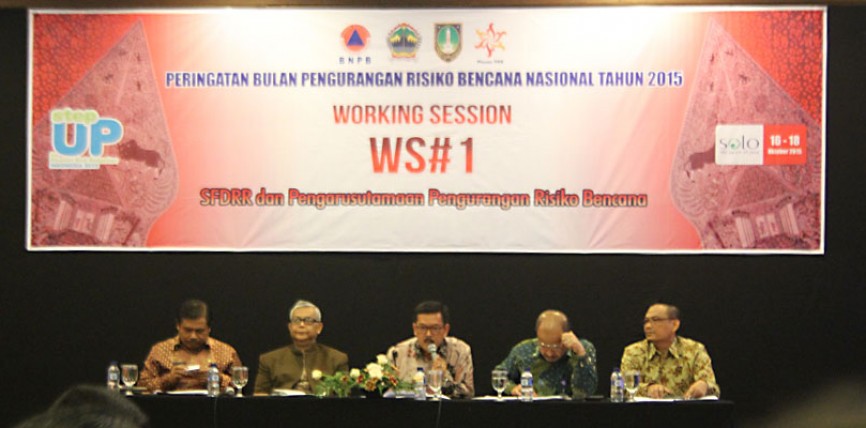 BNPB
PERINGATAN BULAN PENGURANGAN RISIKO BENCANA NASIONAL TAHUN 2015
WORKING SESSION
WS#1
SFDRR dan Pengarusutamaan Pengurangan Risiko Bencana
step
UP
solo
16 - 18
Oktober 2015